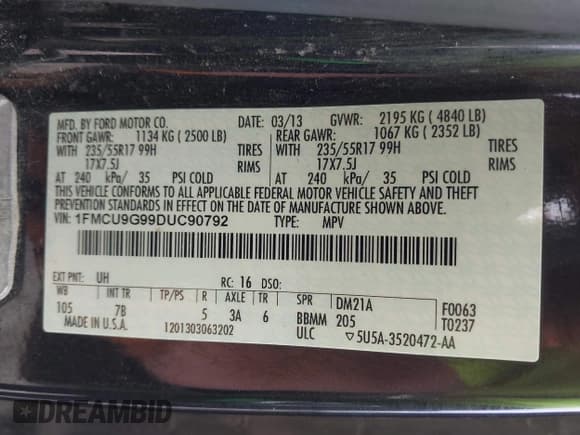 MFD. BY FORD MOTOR CO. DATE: 03/13 GVWR: 2195 KG ( 4840 LB)
FRONT GAWR: 1134 KG ( 2500 LB) REAR GAWR: 1067 KG ( 2352 LB)
WITH 235/55R17 99H TIRES WITH 235/55R17 99H TIRES
17X7.5J RIMS 17X7.5J RIMS
AT 240 kPa/ 35 PSI COLD AT 240 kPa/ 35 PSI COLD
THIS VEHICLE CONFORMS TO ALL APPLICABLE FEDERAL MOTOR VEHICLE SAFETY AND THEFT
PREVENTION STANDARDS IN EFFECT ON THE DATE OF MANUFACTURE SHOWN ABOVE.
VIN: 1FMCU9G99DUC90792 TYPE: MPV
EXT PNT: UH RC: 16 DSO:
WB INT TR TP/PS R AXLE TR SPR DM21A F0063
105 7B 5 3A 6 BBMM 205 T0237
MADE IN U.S.A. 1201303063202 ULC ▽5U5A-3520472-AA
DREAMBID